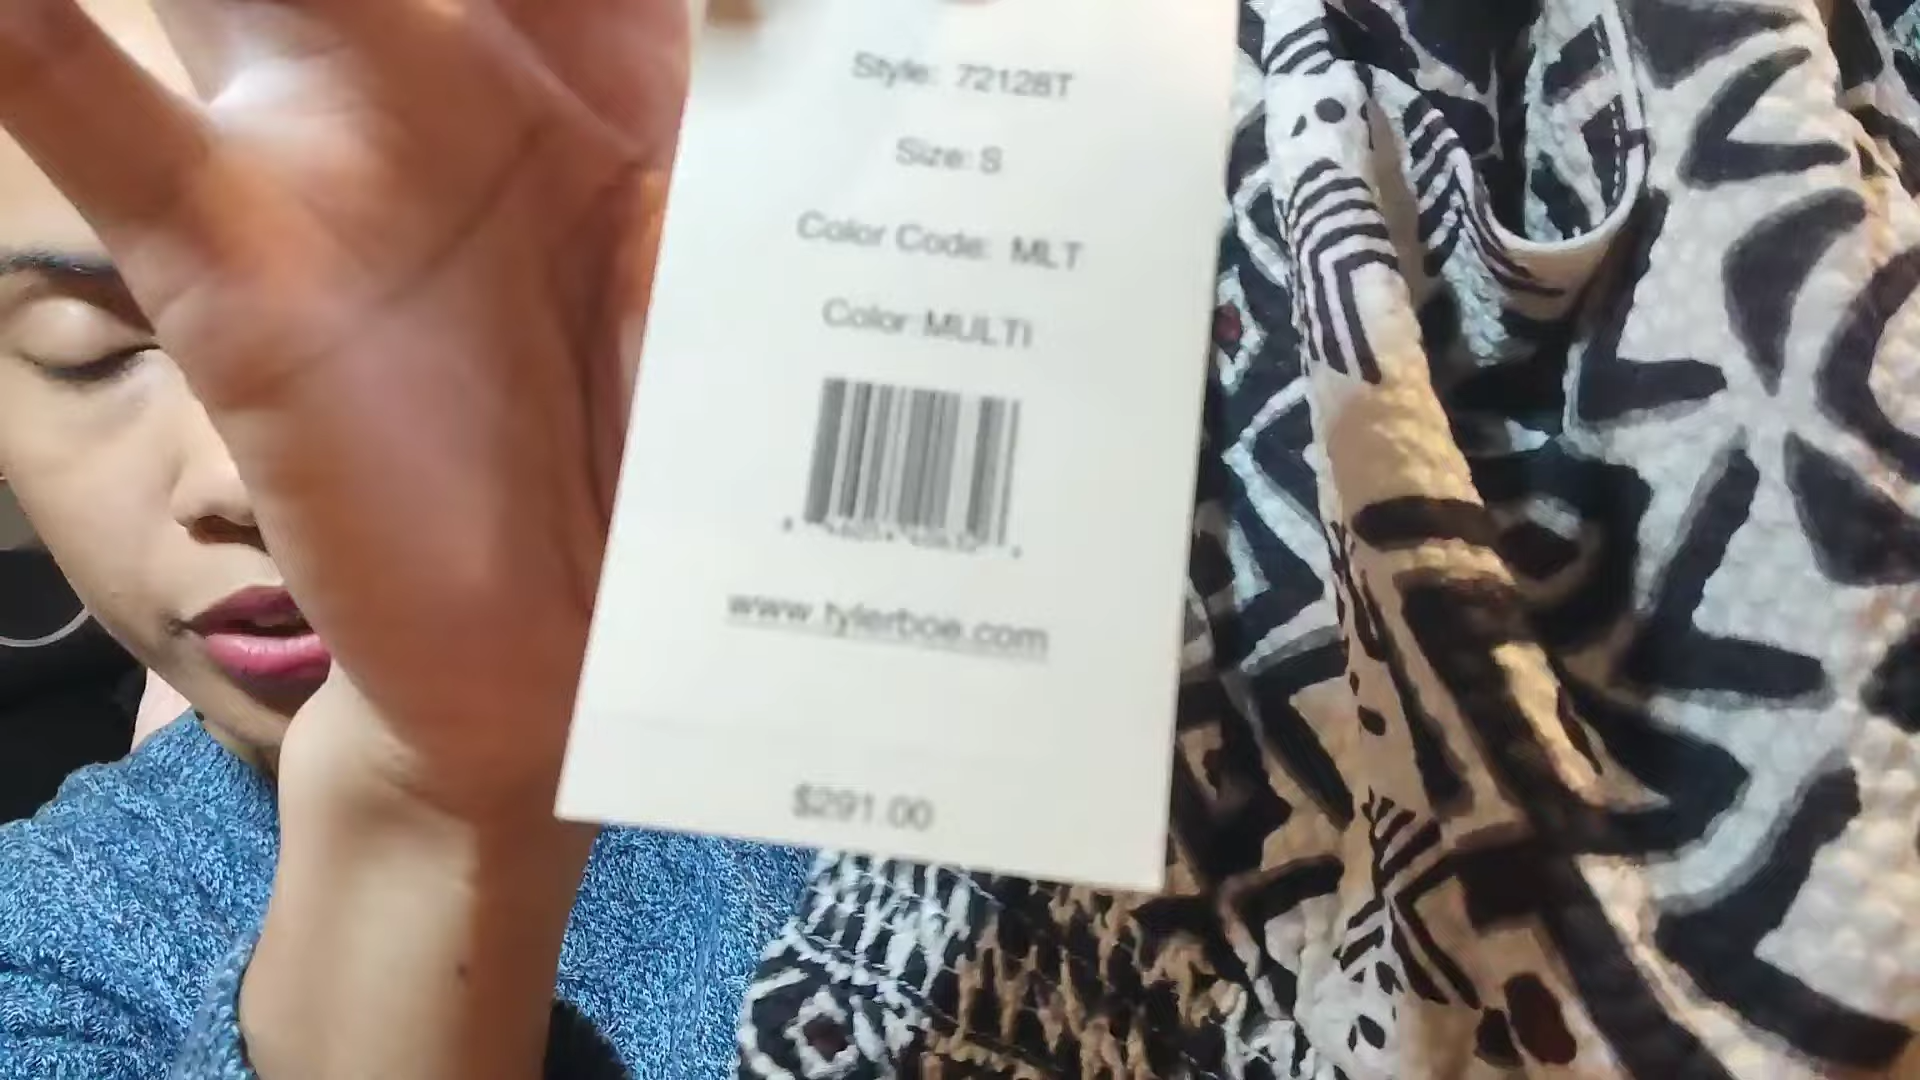 Style: 72128T
Size: S
Color Code: MLT
Color: MULTI
www.tylerboe.com
$291.00